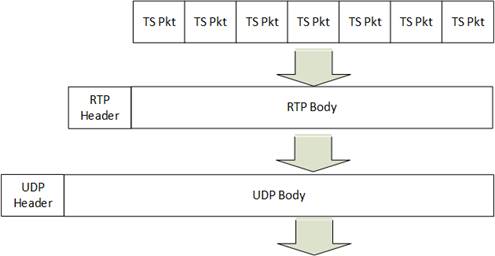 TS Pkt TS Pkt TS Pkt TS Pkt TS Pkt TS Pkt TS Pkt
RTP
Header
RTP Body
UDP
Header
UDP Body